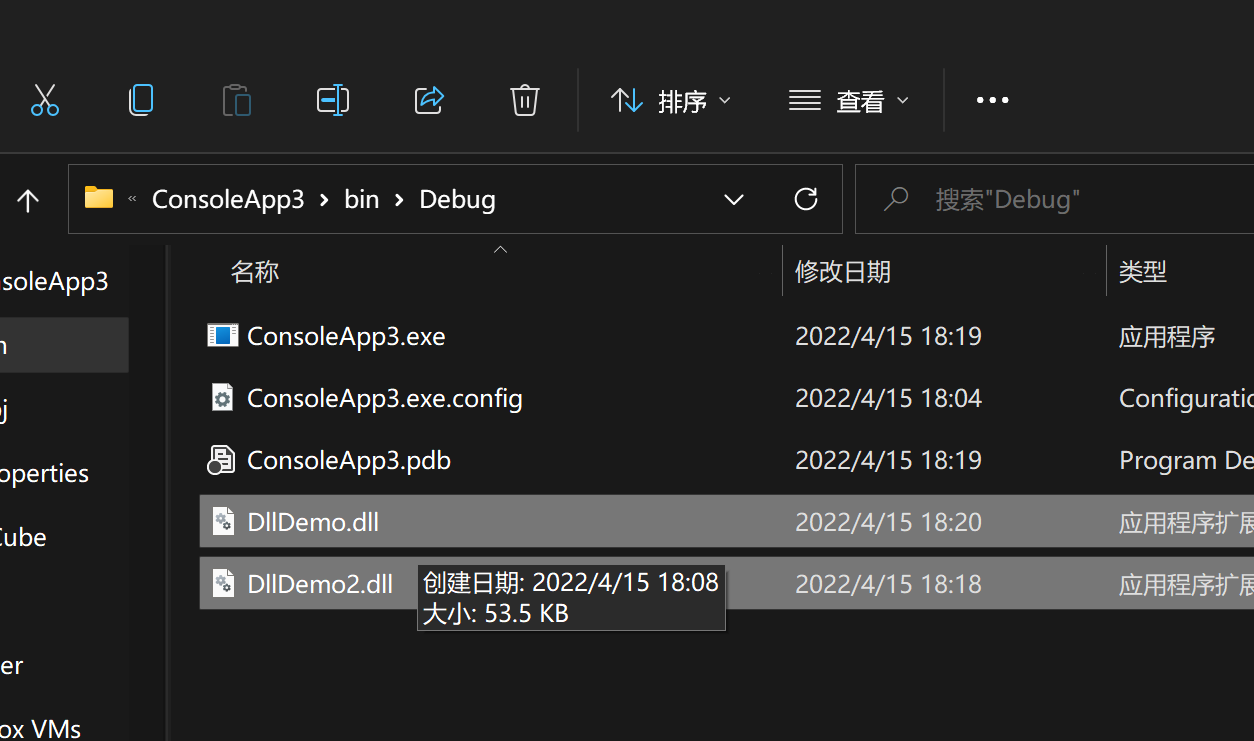 排序
查看
« ConsoleApp3 > bin > Debug
搜索"Debug"
名称 修改日期 类型
soleApp3
ConsoleApp3.exe 2022/4/15 18:19 应用程序
n
ConsoleApp3.exe.config 2022/4/15 18:04 Configuratio
j
ConsoleApp3.pdb 2022/4/15 18:19 Program De
operties
DllDemo.dll 2022/4/15 18:20 应用程序扩展
Cube
DllDemo2.dll 2022/4/15 18:18 应用程序扩展
创建日期: 2022/4/15 18:08
大小: 53.5 KB
er
ox VMs